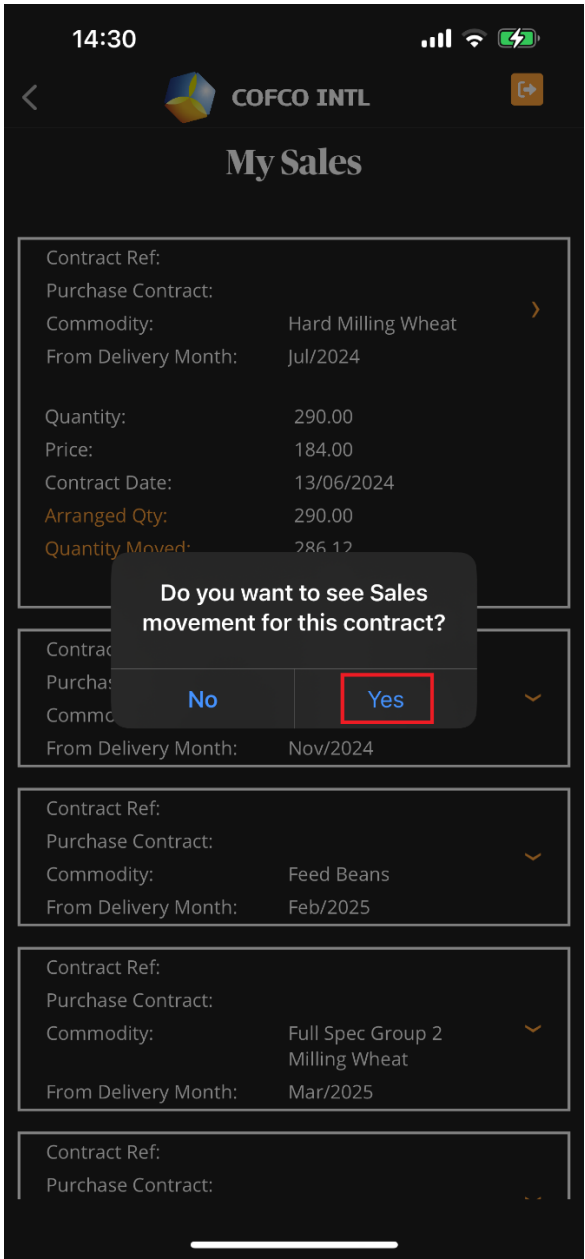 14:30
COFCO INTL
My Sales
Contract Ref:
Purchase Contract:
Commodity: Hard Milling Wheat
From Delivery Month: Jul/2024
Quantity: 290.00
Price: 184.00
Contract Date: 13/06/2024
Arranged Qty: 290.00
Quantity Moved: 286.12
Do you want to see Sales
movement for this contract?
No Yes
From Delivery Month: Nov/2024
Contract Ref:
Purchase Contract:
Commodity: Feed Beans
From Delivery Month: Feb/2025
Contract Ref:
Purchase Contract:
Commodity: Full Spec Group 2
Milling Wheat
From Delivery Month: Mar/2025
Contract Ref:
Purchase Contract: